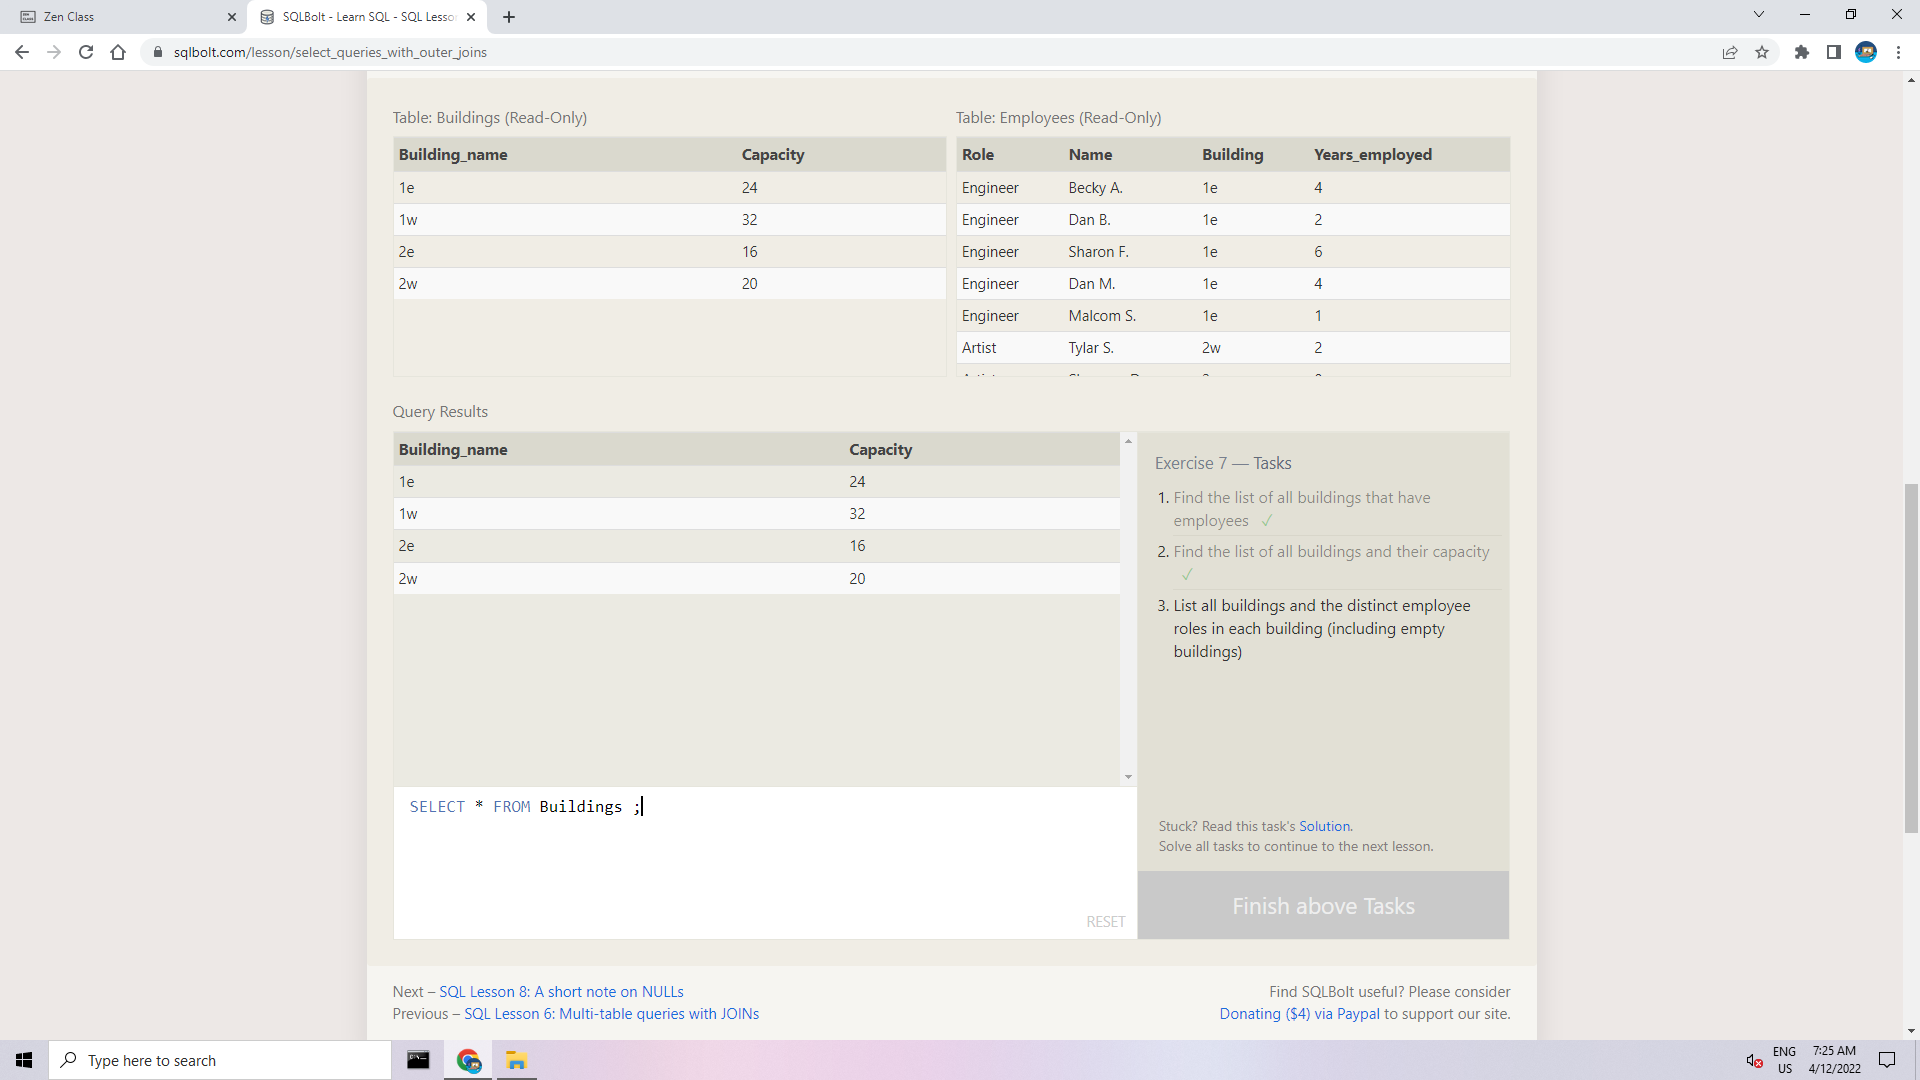 Zen Class
SQLBolt - Learn SQL - SQL Lesso
sqlbolt.com/lesson/select_queries_with_outer_joins
Table: Buildings (Read-Only)
Building_name Capacity
1e 24
1w 32
2e 16
2w 20
Table: Employees (Read-Only)
Role Name Building Years_employed
Engineer Becky A. 1e 4
Engineer Dan B. 1e 2
Engineer Sharon F. 1e 6
Engineer Dan M. 1e 4
Engineer Malcom S. 1e 1
Artist Tylar S. 2w 2
Query Results
Building_name Capacity
1e 24
1w 32
2e 16
2w 20
SELECT * FROM Buildings ;
RESET
Exercise 7 — Tasks
1. Find the list of all buildings that have
employees ✓
2. Find the list of all buildings and their capacity
✓
3. List all buildings and the distinct employee
roles in each building (including empty
buildings)
Stuck? Read this task's Solution.
Solve all tasks to continue to the next lesson.
Finish above Tasks
Next – SQL Lesson 8: A short note on NULLs
Previous – SQL Lesson 6: Multi-table queries with JOINs
Find SQLBolt useful? Please consider
Donating ($4) via Paypal to support our site.
Type here to search
ENG
US
7:25 AM
4/12/2022